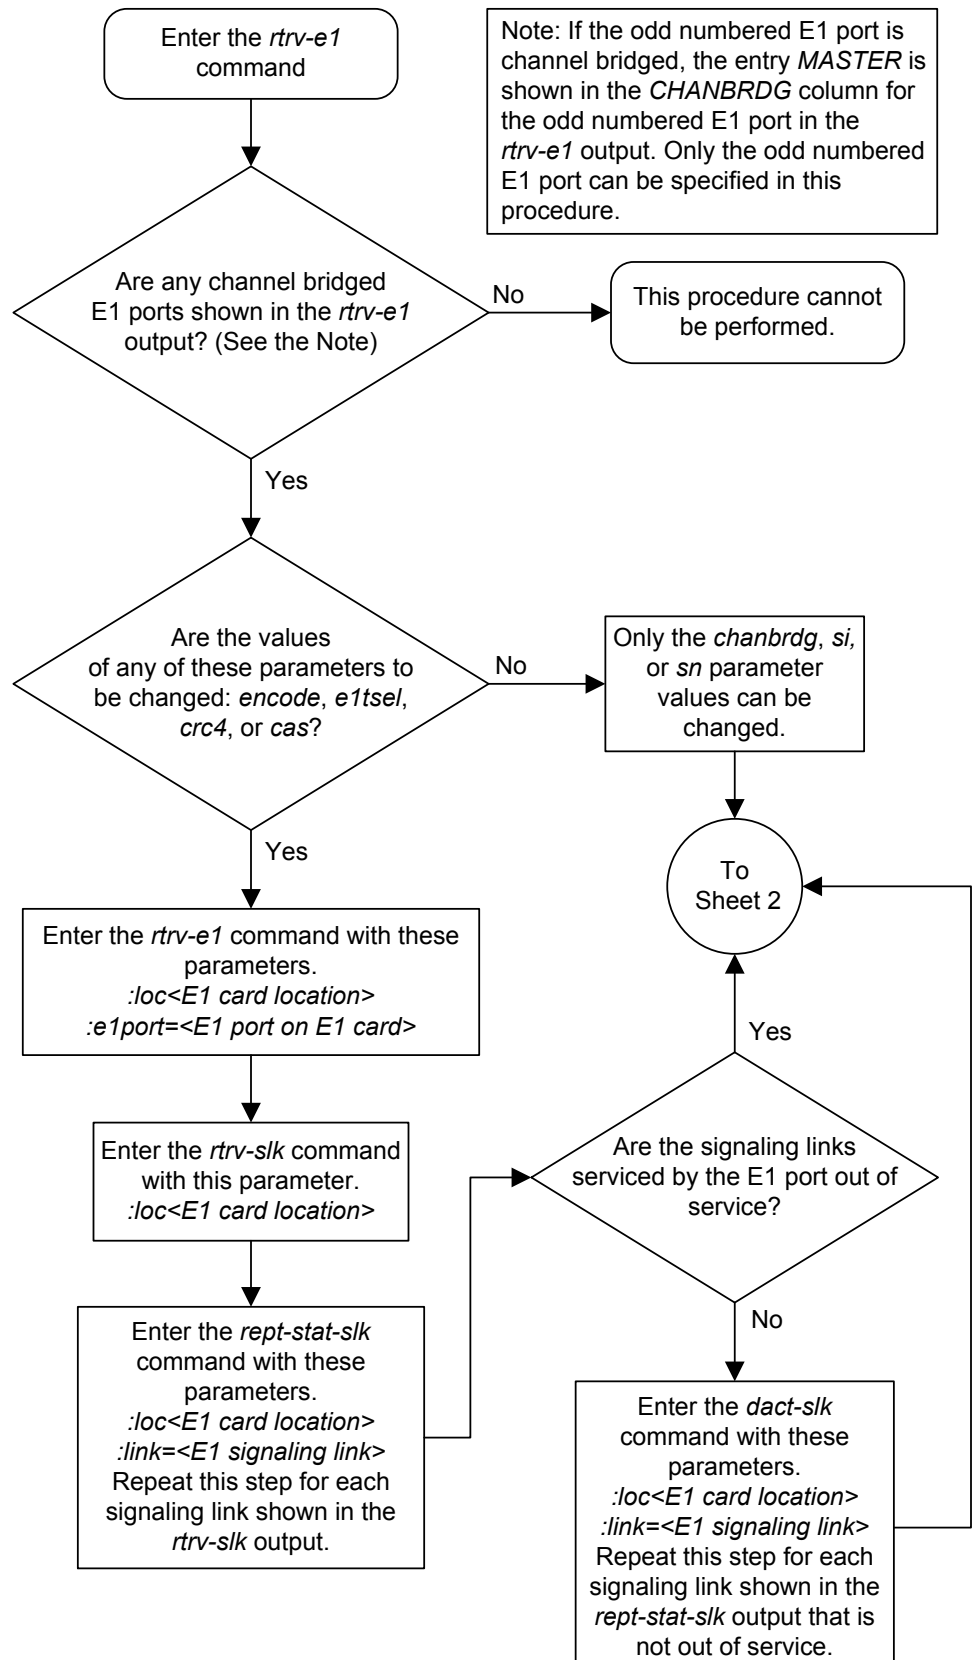 Enter the rtrv-e1
command
Note: If the odd numbered E1 port is
channel bridged, the entry MASTER is
shown in the CHANBRDG column for
the odd numbered E1 port in the
rtrv-e1 output. Only the odd numbered
E1 port can be specified in this
procedure.
Are any channel bridged
E1 ports shown in the rtrv-e1
output? (See the Note)
No
This procedure cannot
be performed.
Yes
Are the values
of any of these parameters to
be changed: encode, e1tsel,
crc4, or cas?
No
Only the chanbrdg, si,
or sn parameter
values can be
changed.
Yes
To
Sheet 2
Enter the rtrv-e1 command with these
parameters.
:loc<E1 card location>
:e1port=<E1 port on E1 card>
Enter the rtrv-slk command
with this parameter.
:loc<E1 card location>
Enter the rept-stat-slk
command with these
parameters.
:loc<E1 card location>
:link=<E1 signaling link>
Repeat this step for each
signaling link shown in the
rtrv-slk output.
Yes
Are the signaling links
serviced by the E1 port out of
service?
No
Enter the dact-slk
command with these
parameters.
:loc<E1 card location>
:link=<E1 signaling link>
Repeat this step for each
signaling link shown in the
rept-stat-slk output that is
not out of service.